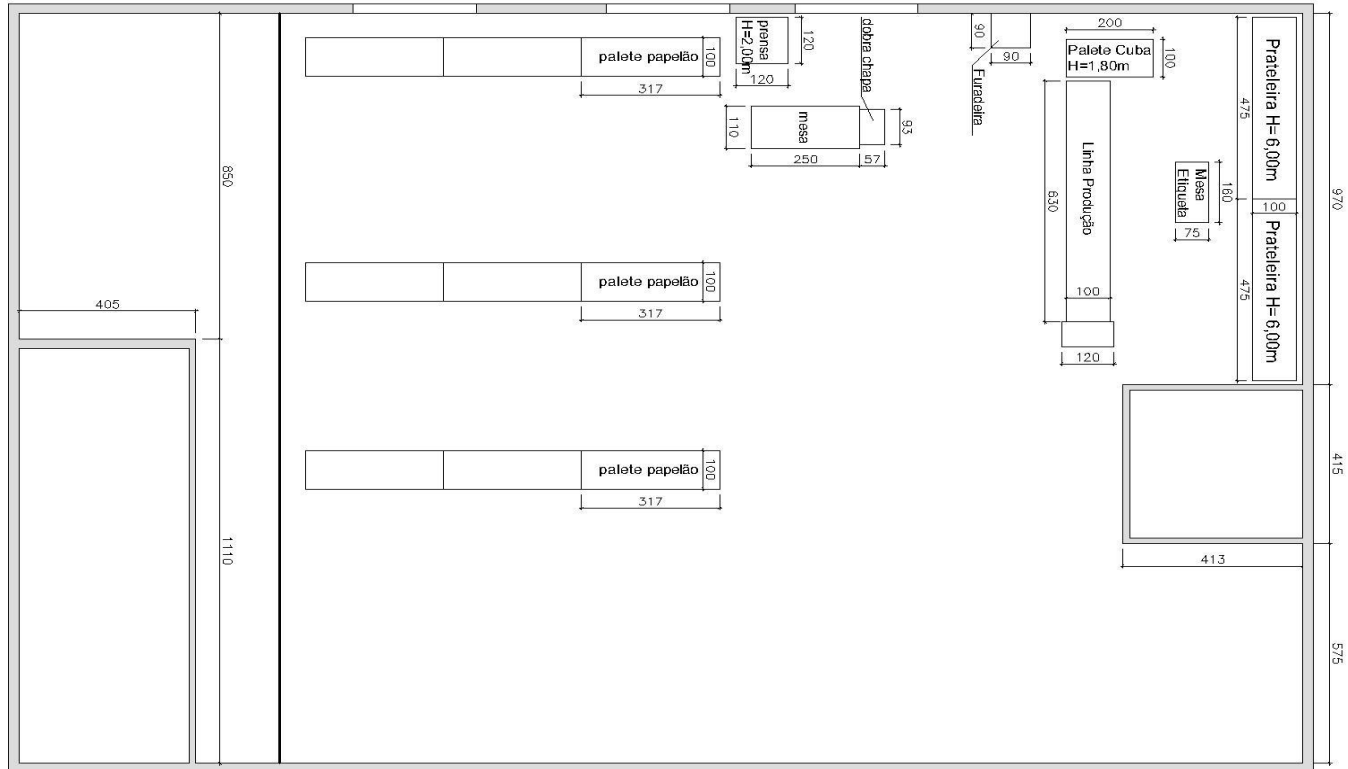 palete papelão
100
317
prensa
H=2,00m
120
120
dobra chapa
93
mesa
110
250
57
90
90
Furadeira
200
Palete Cuba
H=1,80m
100
Linha Produção
630
100
120
Mesa
Etiqueta
160
75
Prateleira H= 6,00m
475
100
Prateleira H= 6,00m
475
970
850
405
palete papelão
100
317
palete papelão
100
317
1110
415
413
575